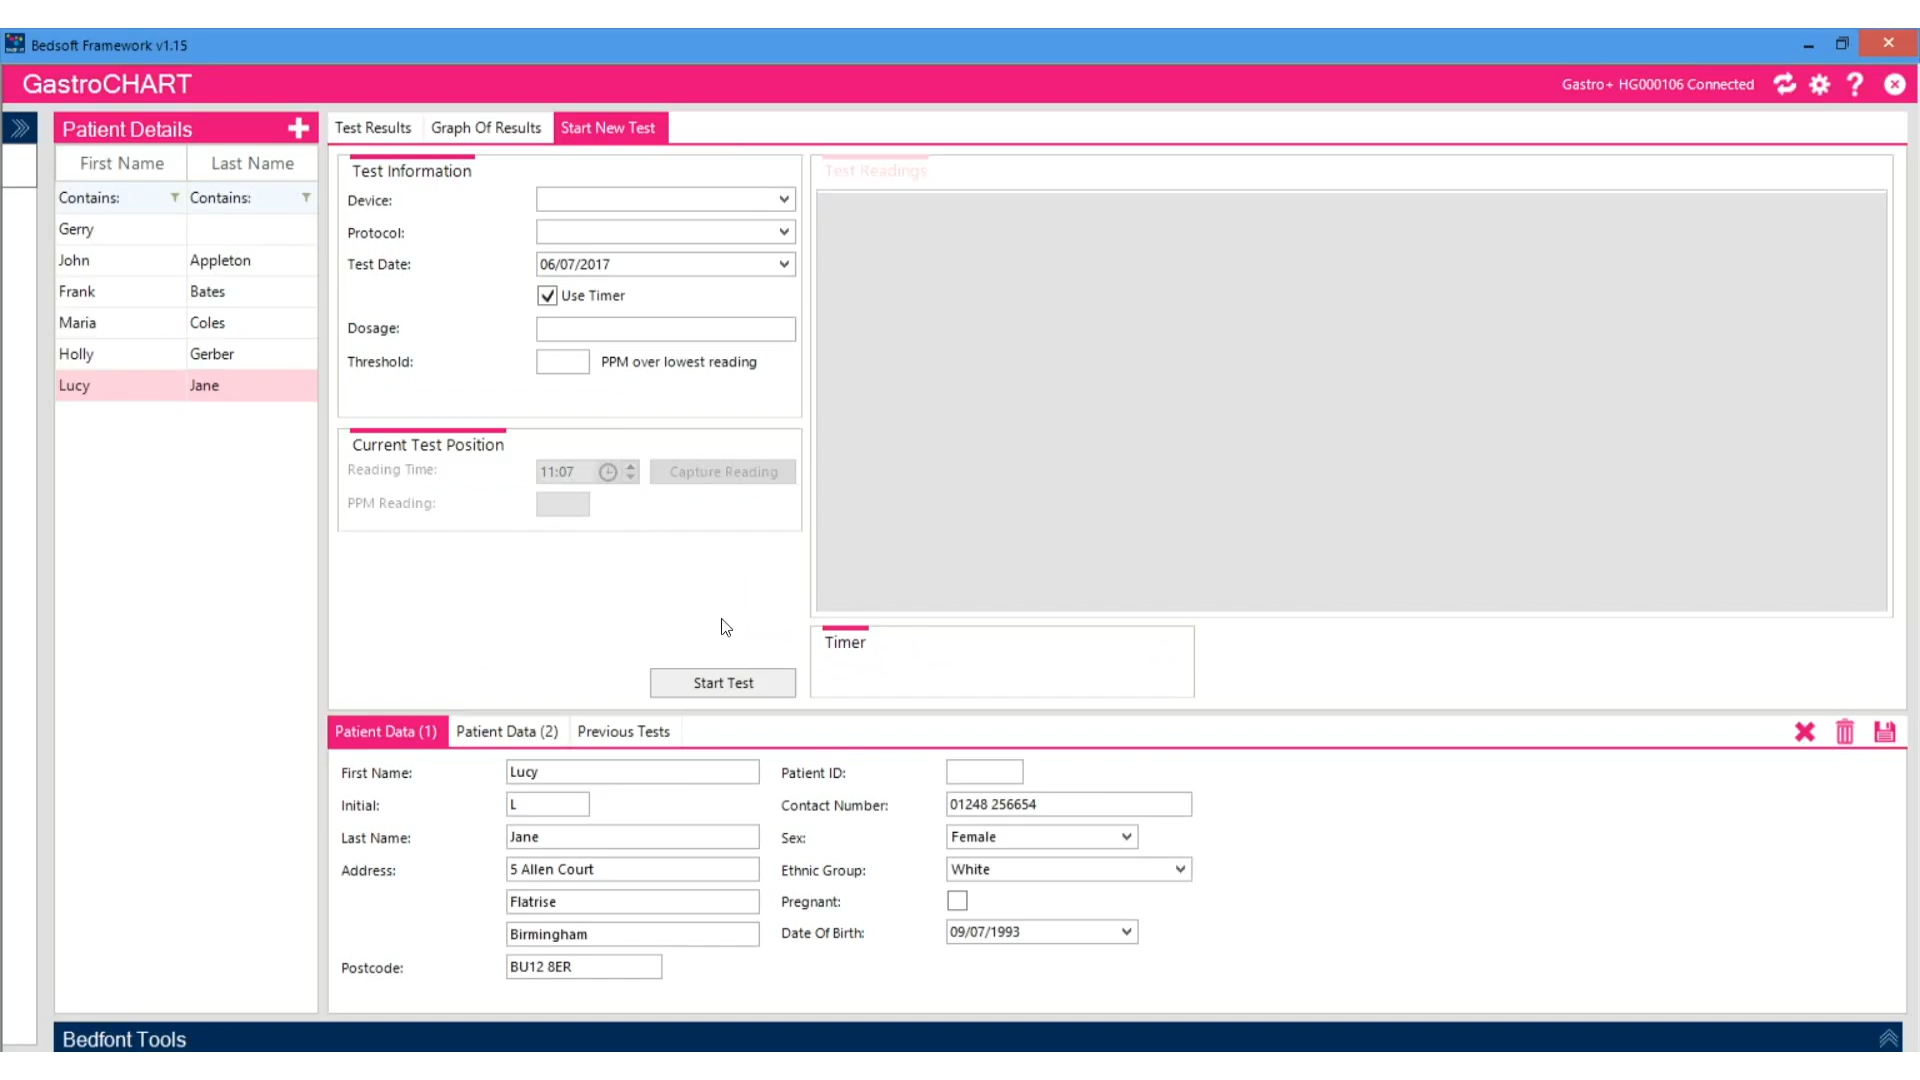 Bedsoft Framework v1.15
GastroCHART
Gastro+ HG000106 Connected
Patient Details
First Name Last Name
Contains: Contains:
Gerry
John Appleton
Frank Bates
Maria Coles
Holly Gerber
Lucy Jane
Test Results Graph Of Results Start New Test
Test Information
Device:
Protocol:
Test Date: 06/07/2017
Use Timer
Dosage:
Threshold: PPM over lowest reading
Current Test Position
Reading Time: 11:07 Capture Reading
PPM Reading:
Start Test
Test Readings
Timer
Patient Data (1) Patient Data (2) Previous Tests
First Name: Lucy
Initial: L
Last Name: Jane
Address: 5 Allen Court
Flatrise
Birmingham
Postcode: BU12 8ER
Patient ID:
Contact Number: 01248 256654
Sex: Female
Ethnic Group: White
Pregnant:
Date Of Birth: 09/07/1993
Bedfont Tools